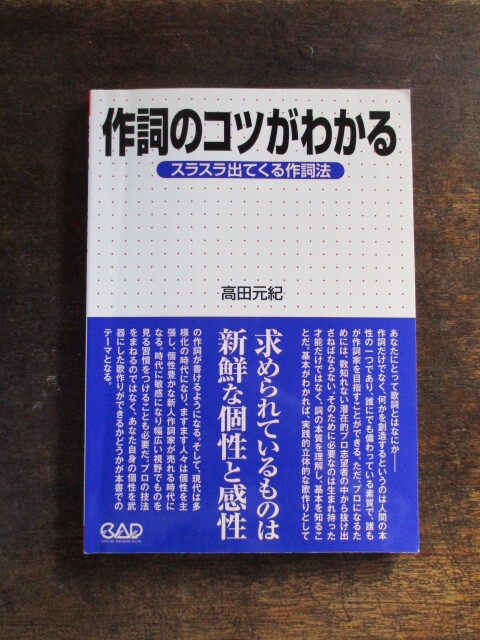 作詞のコツがわかる
スラスラ出てくる作詞法
高田元紀
あなたにとって歌詞とはなにか――
作詞だけでなく、何かを創造するというのは人間の本
性の一つであり、誰にでも備わっている素質で、誰も
が作詞家を目指すことができる。ただ、プロになるた
めには、数知れない潜在的プロ志望者の中から抜け出
さねばならない。そのために必要なのは生まれ持った
才能だけではなく、詞の本質を理解し、基本を知るこ
とだ。基本がわかれば、実践的、立体的な歌作りとして
求められているものは
新鮮な個性と感性
の作詞が書けるようになる。そして、現代は多
様化の時代になり、ますます人々は個性を主
張し、個性豊かな新人作詞家が売れる時代に
なる。時代に敏感になり幅広い視野でものを
見る習慣をつけることも必要だ。プロの技法
をまねるのではなく、あなた自身の個性を武
器にした歌作りができるかどうかが本書での
テーマとなる。